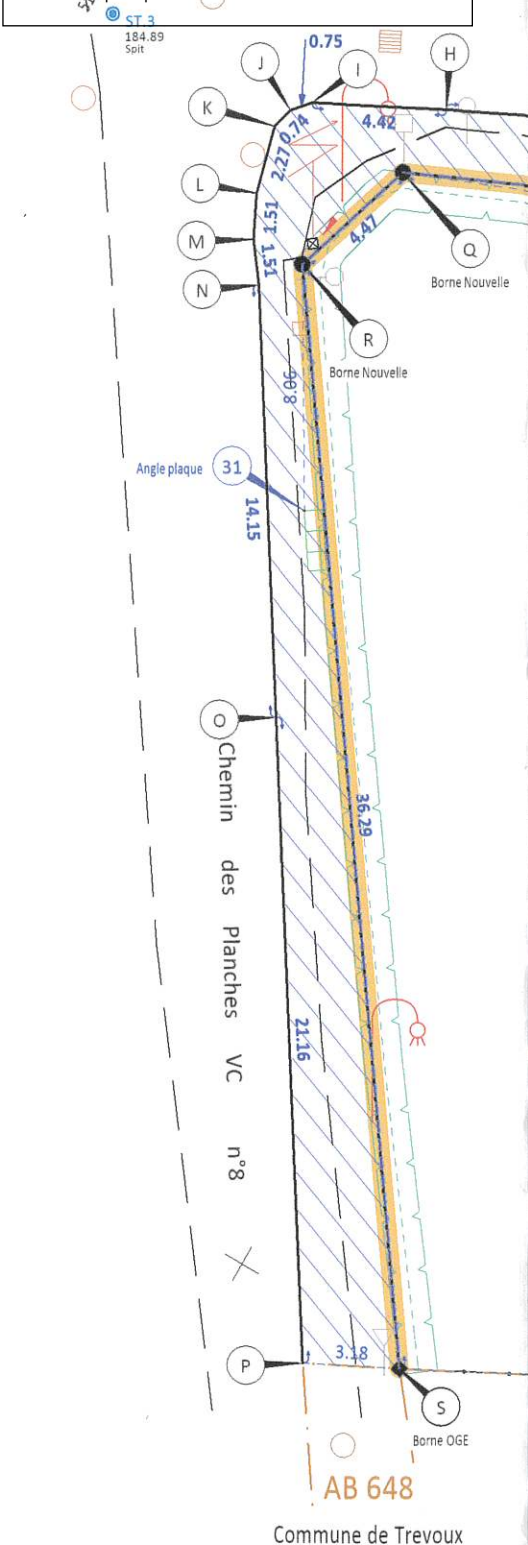 ST.3
184.89
Spit
0.75
J
I
H
K
0.74
4.42
2.27
L
1.51
M
1.51
N
4.47
Q
Borne Nouvelle
R
Borne Nouvelle
8.06
Angle plaque
31
14.15
O
Chemin des Planches VC n°8
36.29
21.16
P
3.18
S
Borne OGE
AB 648
Commune de Trevoux